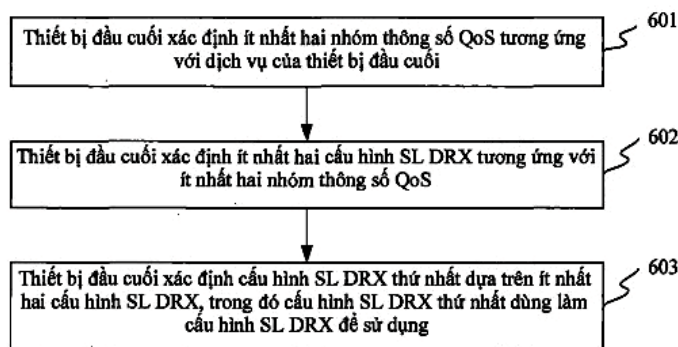 Thiết bị đầu cuối xác định ít nhất hai nhóm thông số QoS tương ứng
với dịch vụ của thiết bị đầu cuối
601
Thiết bị đầu cuối xác định ít nhất hai cấu hình SL DRX tương ứng với
ít nhất hai nhóm thông số QoS
602
Thiết bị đầu cuối xác định cấu hình SL DRX thứ nhất dựa trên ít nhất
hai cấu hình SL DRX, trong đó cấu hình SL DRX thứ nhất dùng làm
cấu hình SL DRX để sử dụng
603